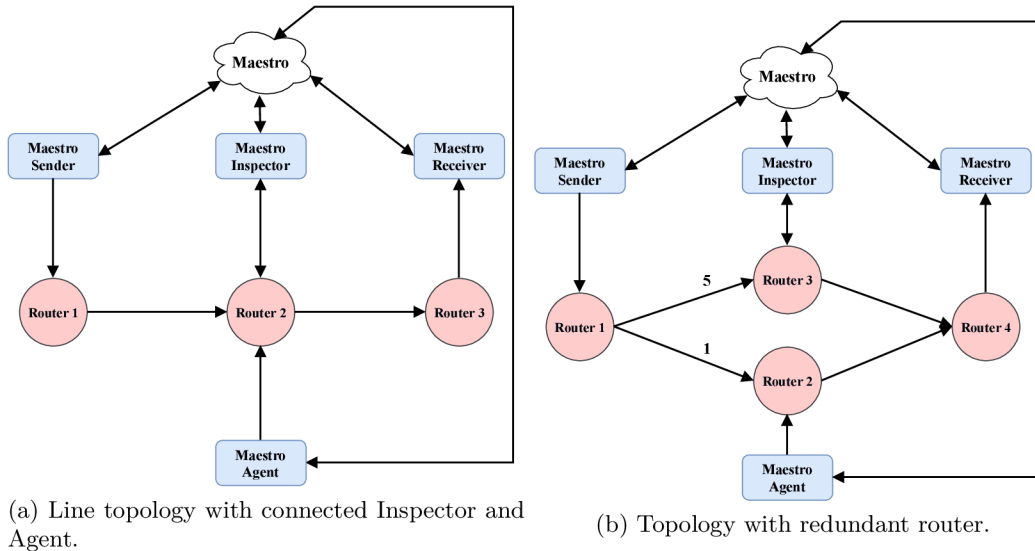 Maestro
Maestro
Sender
Maestro
Inspector
Maestro
Receiver
Router 1
Router 2
Router 3
Maestro
Agent
(a) Line topology with connected Inspector and
Agent.
Maestro
Maestro
Sender
Maestro
Inspector
Maestro
Receiver
5
Router 3
Router 1
Router 4
1
Router 2
Maestro
Agent
(b) Topology with redundant router.